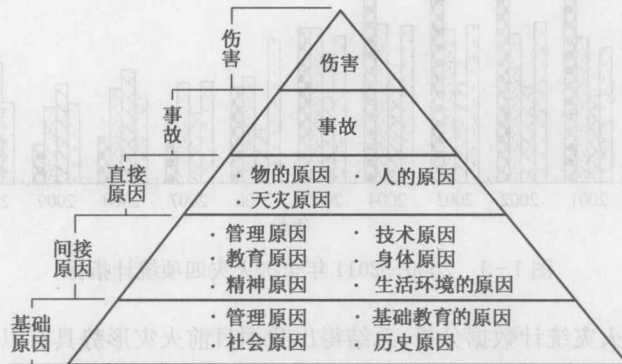 伤害
伤害
事故
事故
直接原因
·物的原因 ·人的原因
天灾原因
间接原因
·管理原因 ·技术原因
·教育原因 ·身体原因
精神原因 ·生活环境的原因
基础原因
·管理原因 ·基础教育的原因
社会原因 ·历史原因